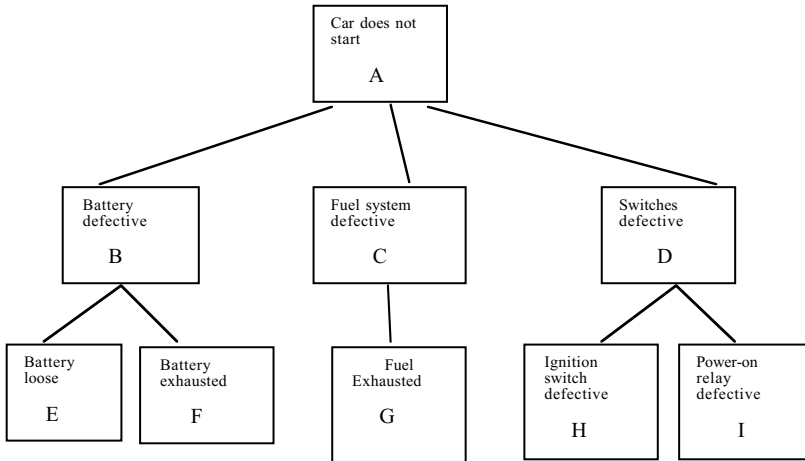 Car does not
start
A
Battery
defective
B
Fuel system
defective
C
Switches
defective
D
Battery
loose
E
Battery
exhausted
F
Fuel
Exhausted
G
Ignition
switch
defective
H
Power-on
relay
defective
I